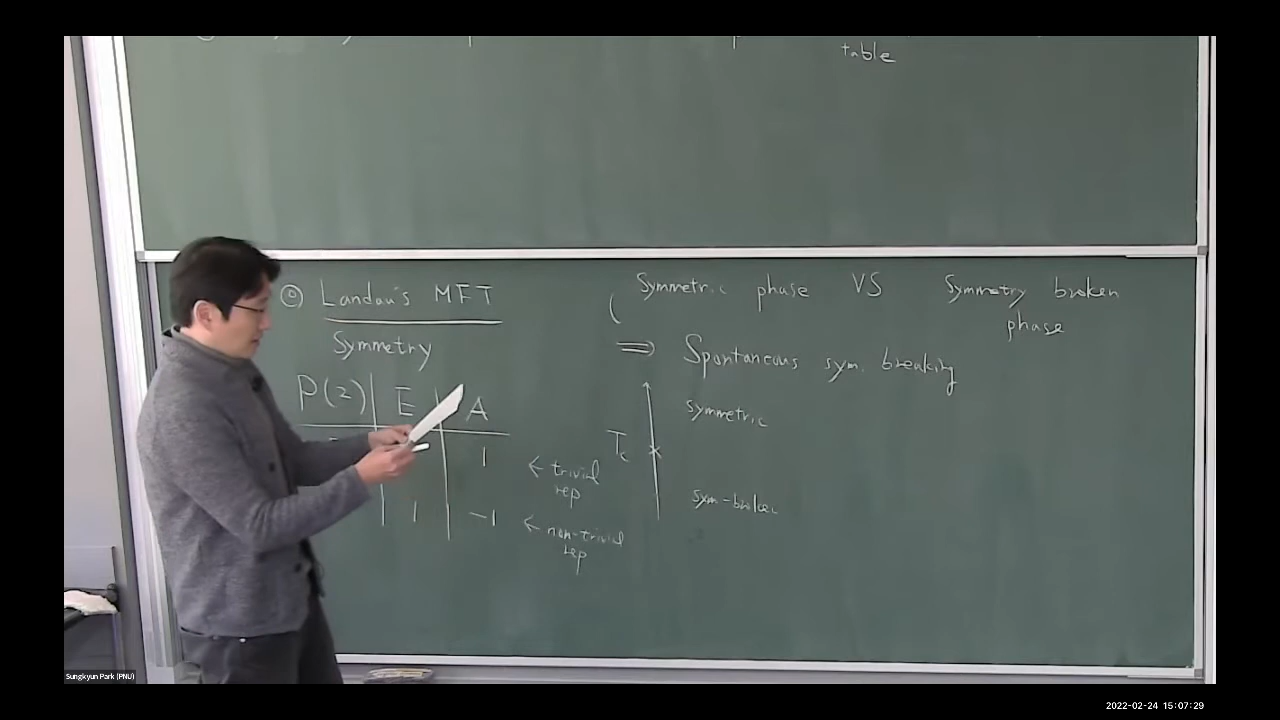 table
⊙ Landau's MFT
Symmetry
P(2) E A
1
← trivial
rep
1 -1
← non-trivial
rep
( Symmetric phase VS Symmetry broken
phase
⇒ Spontaneous sym. breaking
symmetric
Tc
sym-broken
Sungkyun Park (PNU)
2022-02-24 15:07:29